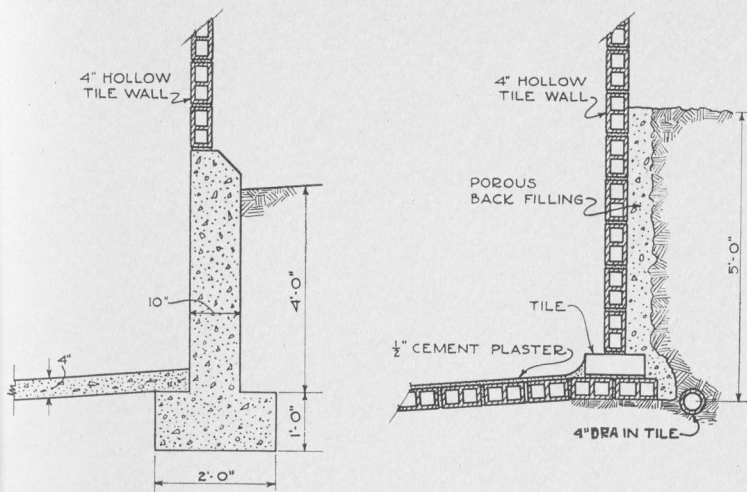 4" HOLLOW
TILE WALL
10"
4'-0"
4"
1'-0"
2'-0"
4" HOLLOW
TILE WALL
POROUS
BACK FILLING
5'-0"
TILE
½" CEMENT PLASTER
4" DRAIN TILE